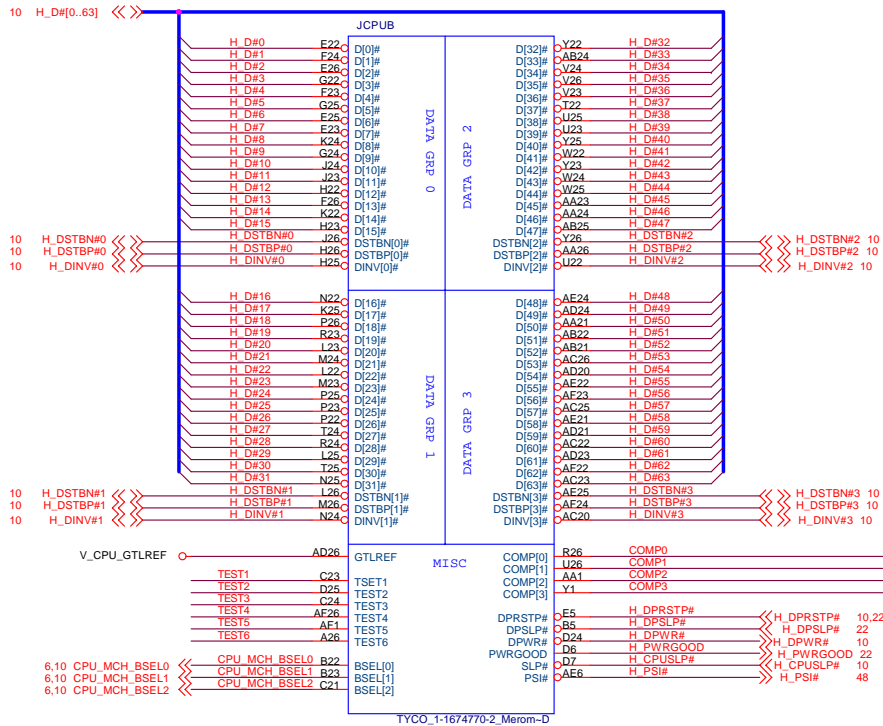 10 H_D#[0..63]
JCPUB
H_D#0 E22 D[0]# D[32]# Y22 H_D#32
H_D#1 F24 D[1]# D[33]# AB24 H_D#33
H_D#2 E26 D[2]# D[34]# V24 H_D#34
H_D#3 G22 D[3]# D[35]# V26 H_D#35
H_D#4 F23 D[4]# D[36]# V23 H_D#36
H_D#5 G25 D[5]# D[37]# T22 H_D#37
H_D#6 E25 D[6]# D[38]# U25 H_D#38
H_D#7 E23 D[7]# D[39]# U23 H_D#39
H_D#8 K24 D[8]# D[40]# Y25 H_D#40
H_D#9 G24 D[9]# D[41]# W22 H_D#41
H_D#10 J24 D[10]# D[42]# Y23 H_D#42
H_D#11 J23 D[11]# D[43]# W24 H_D#43
H_D#12 H22 D[12]# D[44]# W25 H_D#44
H_D#13 F26 D[13]# D[45]# AA23 H_D#45
H_D#14 K22 D[14]# D[46]# AA24 H_D#46
H_D#15 H23 D[15]# D[47]# AB25 H_D#47
10 H_DSTBN#0 H_DSTBN#0 J26 DSTBN[0]# DSTBN[2]# Y26 H_DSTBN#2 H_DSTBN#2 10
10 H_DSTBP#0 H_DSTBP#0 H26 DSTBP[0]# DSTBP[2]# AA26 H_DSTBP#2 H_DSTBP#2 10
10 H_DINV#0 H_DINV#0 H25 DINV[0]# DINV[2]# U22 H_DINV#2 H_DINV#2 10
DATA GRP 0
DATA GRP 2
H_D#16 N22 D[16]# D[48]# AE24 H_D#48
H_D#17 K25 D[17]# D[49]# AD24 H_D#49
H_D#18 P26 D[18]# D[50]# AA21 H_D#50
H_D#19 R23 D[19]# D[51]# AB22 H_D#51
H_D#20 L23 D[20]# D[52]# AB21 H_D#52
H_D#21 M24 D[21]# D[53]# AC26 H_D#53
H_D#22 L22 D[22]# D[54]# AD20 H_D#54
H_D#23 M23 D[23]# D[55]# AE22 H_D#55
H_D#24 P25 D[24]# D[56]# AF23 H_D#56
H_D#25 P23 D[25]# D[57]# AC25 H_D#57
H_D#26 P22 D[26]# D[58]# AE21 H_D#58
H_D#27 T24 D[27]# D[59]# AD21 H_D#59
H_D#28 R24 D[28]# D[60]# AC22 H_D#60
H_D#29 L25 D[29]# D[61]# AD23 H_D#61
H_D#30 T25 D[30]# D[62]# AF22 H_D#62
H_D#31 N25 D[31]# D[63]# AC23 H_D#63
10 H_DSTBN#1 H_DSTBN#1 L26 DSTBN[1]# DSTBN[3]# AE25 H_DSTBN#3 H_DSTBN#3 10
10 H_DSTBP#1 H_DSTBP#1 M26 DSTBP[1]# DSTBP[3]# AF24 H_DSTBP#3 H_DSTBP#3 10
10 H_DINV#1 H_DINV#1 N24 DINV[1]# DINV[3]# AC20 H_DINV#3 H_DINV#3 10
DATA GRP 1
DATA GRP 3
MISC
V_CPU_GTLREF AD26 GTLREF COMP[0] R26 COMP0
COMP[1] U26 COMP1
TEST1 C23 TSET1 COMP[2] AA1 COMP2
TEST2 D25 TEST2 COMP[3] Y1 COMP3
TEST3 C24 TEST3
TEST4 AF26 TEST4 DPRSTP# E5 H_DPRSTP# H_DPRSTP# 10,22
TEST5 AF1 TEST5 DPSLP# B5 H_DPSLP# H_DPSLP# 22
TEST6 A26 TEST6 DPWR# D24 H_DPWR# H_DPWR# 10
PWRGOOD D6 H_PWRGOOD H_PWRGOOD 22
6,10 CPU_MCH_BSEL0 CPU_MCH_BSEL0 B22 BSEL[0] SLP# D7 H_CPUSLP# H_CPUSLP# 10
6,10 CPU_MCH_BSEL1 CPU_MCH_BSEL1 B23 BSEL[1] PSI# AE6 H_PSI# H_PSI# 48
6,10 CPU_MCH_BSEL2 CPU_MCH_BSEL2 C21 BSEL[2]
TYCO_1-1674770-2_Merom~D